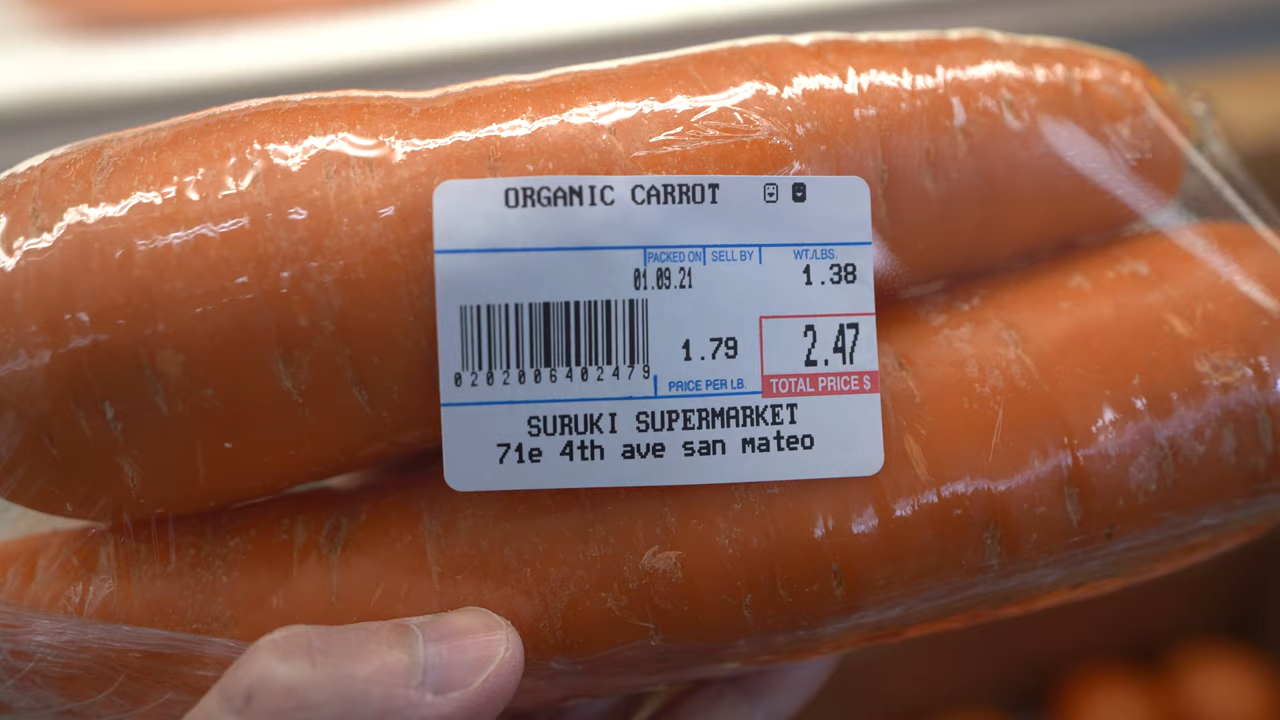 ORGANIC CARROT
PACKED ON SELL BY WT./LBS.
01.09.21 1.38
1.79 2.47
0202006402479
PRICE PER LB. TOTAL PRICE $
SURUKI SUPERMARKET
71e 4th ave san mateo